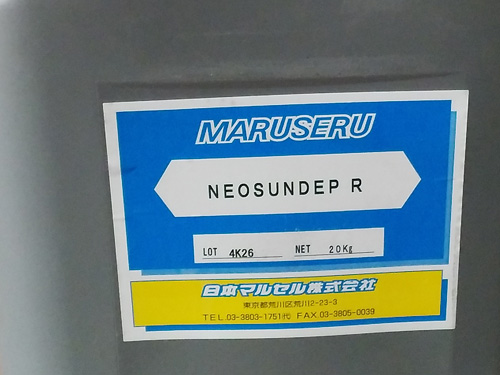 MARUSERU
NEOSUNDEP R
LOT 4K26 NET 20Kg
日本マルセル株式会社
東京都荒川区荒川2-23-3
TEL.03-3803-1751代 FAX.03-3805-0039